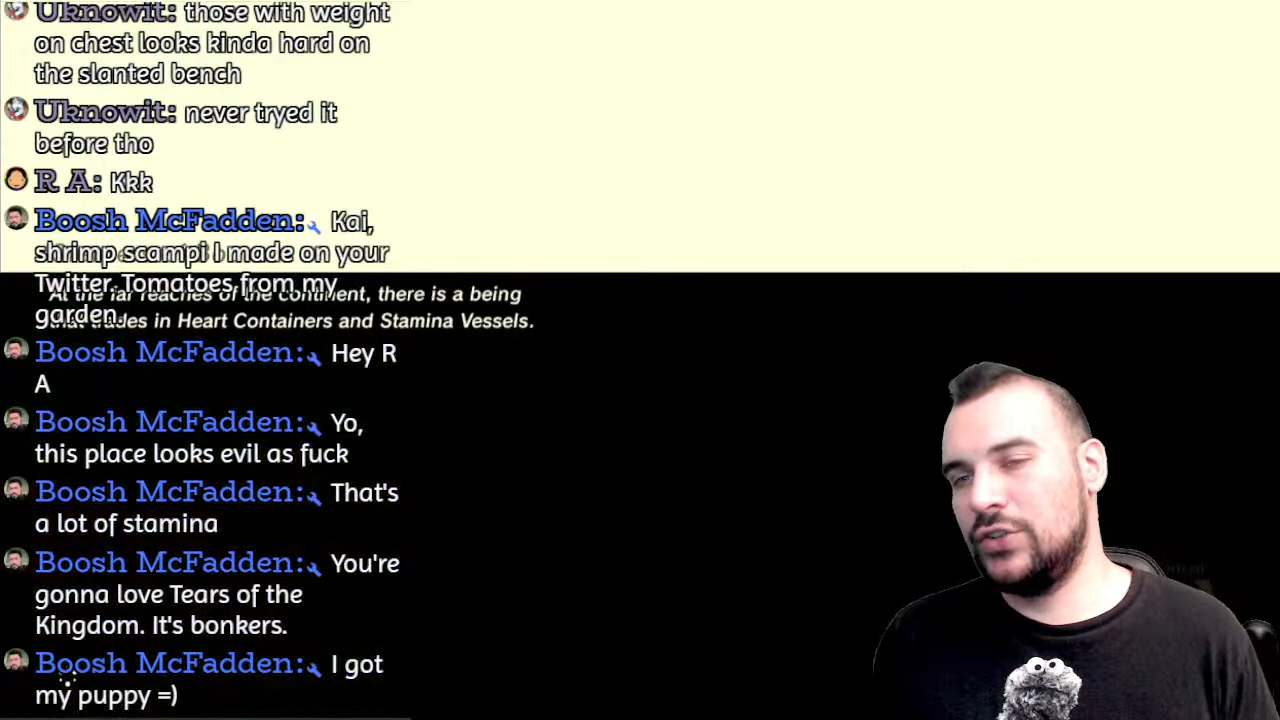 Uknowit: those with weight
on chest looks kinda hard on
the slanted bench
Uknowit: never tryed it
before tho
R A: Kkk
Boosh McFadden: Kai,
shrimp scampi I made on your
Twitter. Tomatoes from my
garden.
At the far reaches of the continent, there is a being
trades in Heart Containers and Stamina Vessels.
Boosh McFadden: Hey R
A
Boosh McFadden: Yo,
this place looks evil as fuck
Boosh McFadden: That's
a lot of stamina
Boosh McFadden: You're
gonna love Tears of the
Kingdom. It's bonkers.
Boosh McFadden: I got
my puppy =)